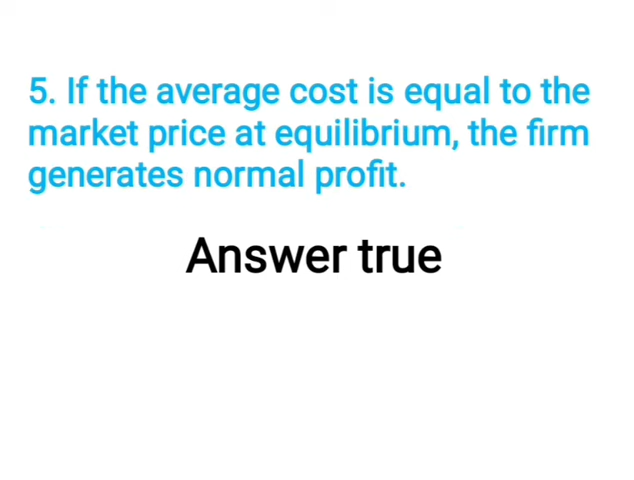 5. If the average cost is equal to the
market price at equilibrium, the firm
generates normal profit.
Answer true